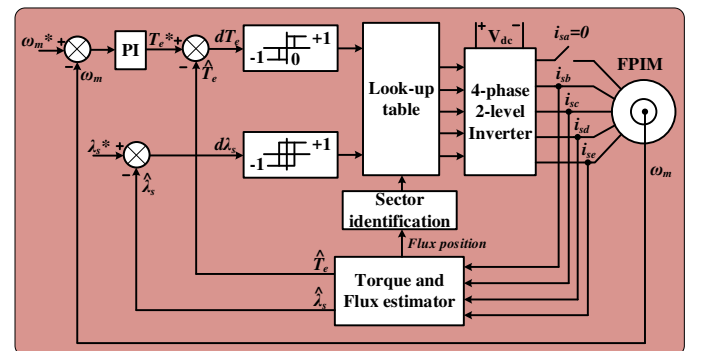 ωm* + − ωm
PI
Te* + − T̂e
dTe
-1 0 +1
Look-up
table
Vdc + −
4-phase
2-level
Inverter
isa=0
isb
isc
isd
ise
FPIM
ωm
λs* + − λ̂s
dλs
-1 +1
Sector
identification
Flux position
T̂e
λ̂s
Torque and
Flux estimator